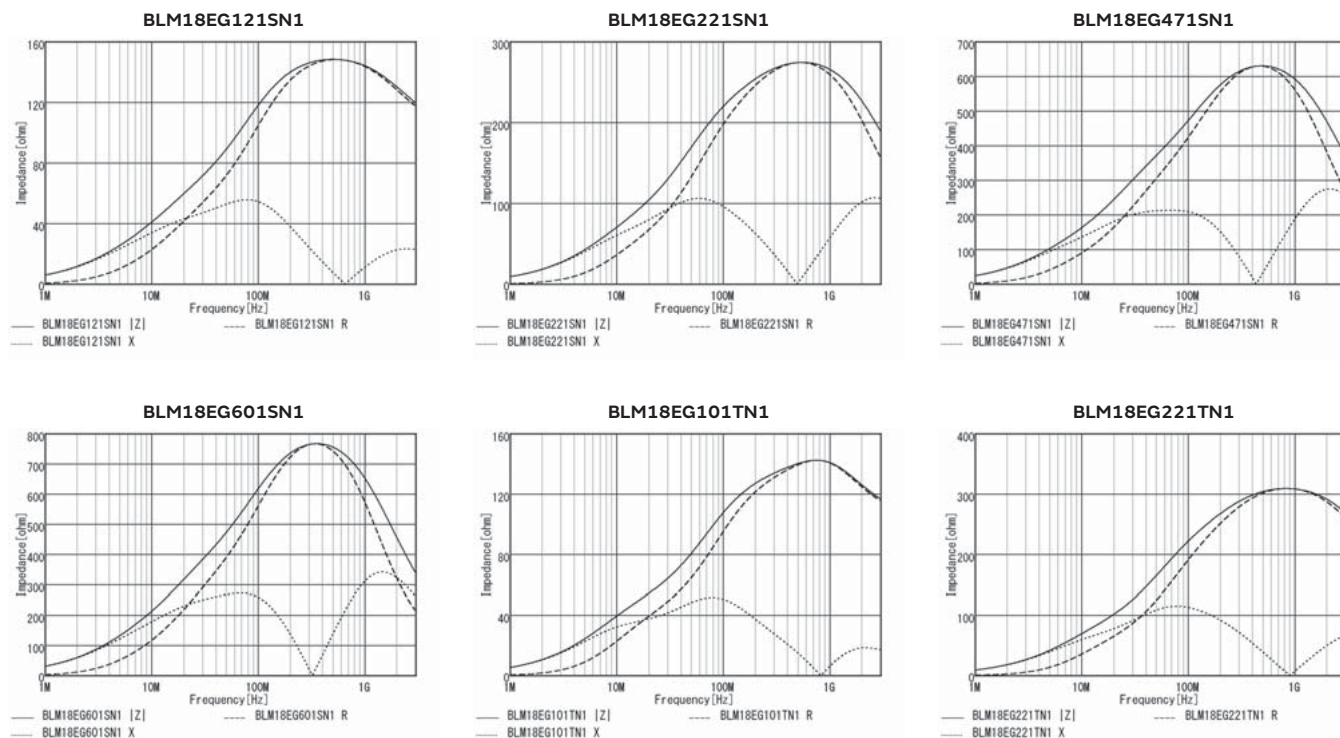 BLM18EG121SN1
160
120
80
40
0
Impedance[ohm]
1M 10M 100M 1G
Frequency[Hz]
BLM18EG121SN1 |Z| BLM18EG121SN1 R
BLM18EG121SN1 X
BLM18EG221SN1
300
200
100
0
Impedance[ohm]
1M 10M 100M 1G
Frequency[Hz]
BLM18EG221SN1 |Z| BLM18EG221SN1 R
BLM18EG221SN1 X
BLM18EG471SN1
700
600
500
400
300
200
100
0
Impedance[ohm]
1M 10M 100M 1G
Frequency[Hz]
BLM18EG471SN1 |Z| BLM18EG471SN1 R
BLM18EG471SN1 X
BLM18EG601SN1
800
700
600
500
400
300
200
100
0
Impedance[ohm]
1M 10M 100M 1G
Frequency[Hz]
BLM18EG601SN1 |Z| BLM18EG601SN1 R
BLM18EG601SN1 X
BLM18EG101TN1
160
120
80
40
0
Impedance[ohm]
1M 10M 100M 1G
Frequency[Hz]
BLM18EG101TN1 |Z| BLM18EG101TN1 R
BLM18EG101TN1 X
BLM18EG221TN1
400
300
200
100
0
Impedance[ohm]
1M 10M 100M 1G
Frequency[Hz]
BLM18EG221TN1 |Z| BLM18EG221TN1 R
BLM18EG221TN1 X